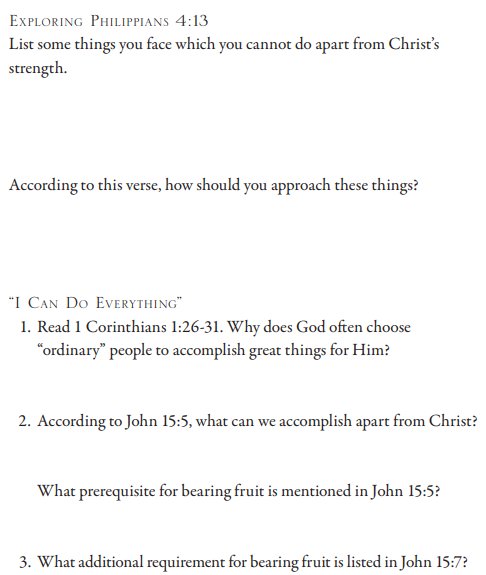 Exploring Philippians 4:13
List some things you face which you cannot do apart from Christ's
strength.
According to this verse, how should you approach these things?
"I Can Do Everything"
1. Read 1 Corinthians 1:26-31. Why does God often choose
"ordinary" people to accomplish great things for Him?
2. According to John 15:5, what can we accomplish apart from Christ?
What prerequisite for bearing fruit is mentioned in John 15:5?
3. What additional requirement for bearing fruit is listed in John 15:7?